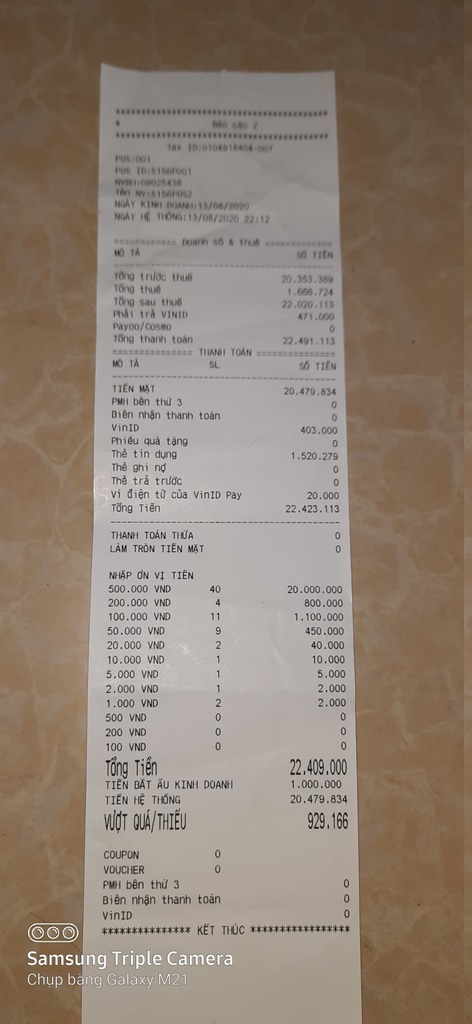 *********************************
* Báo cáo Z
*********************************
Tax ID:0104918404-007
POS:001
POS ID:5156P001
NVBH:08025438
Tên NV:5156POS2
NGÀY KINH DOANH:13/08/2020
NGÀY HỆ THỐNG:13/08/2020 22:12
=========== Doanh số & thuế ===========
MÔ TẢ SỐ TIỀN
Tổng trước thuế 20.353.389
Tổng thuế 1.666.724
Tổng sau thuế 22.020.113
Phải trả VINID 471.000
Payoo/Cosmo 0
Tổng thanh toán 22.491.113
============== THANH TOÁN ==============
MÔ TẢ SL SỐ TIỀN
TIỀN MẶT 20.479.834
PMH bên thứ 3 0
Biên nhận thanh toán 0
VinID 403.000
Phiếu quà tặng 0
Thẻ tín dụng 1.520.279
Thẻ ghi nợ 0
Thẻ trả trước 0
Ví điện tử của VinID Pay 20.000
Tổng Tiền 22.423.113
THANH TOÁN THỪA 0
LÀM TRÒN TIỀN MẶT 0
NHẬP ƠN VỊ TIỀN
500.000 VND 40 20.000.000
200.000 VND 4 800.000
100.000 VND 11 1.100.000
50.000 VND 9 450.000
20.000 VND 2 40.000
10.000 VND 1 10.000
5.000 VND 1 5.000
2.000 VND 1 2.000
1.000 VND 2 2.000
500 VND 0 0
200 VND 0 0
100 VND 0 0
Tổng Tiền 22.409.000
TIỀN BẮT ẦU KINH DOANH 1.000.000
TIỀN HỆ THỐNG 20.479.834
VƯỢT QUÁ/THIẾU 929.166
COUPON 0
VOUCHER 0
PMH bên thứ 3 0
Biên nhận thanh toán 0
VinID 0
*************** KẾT THÚC *****************
Samsung Triple Camera
Chụp bằng Galaxy M21